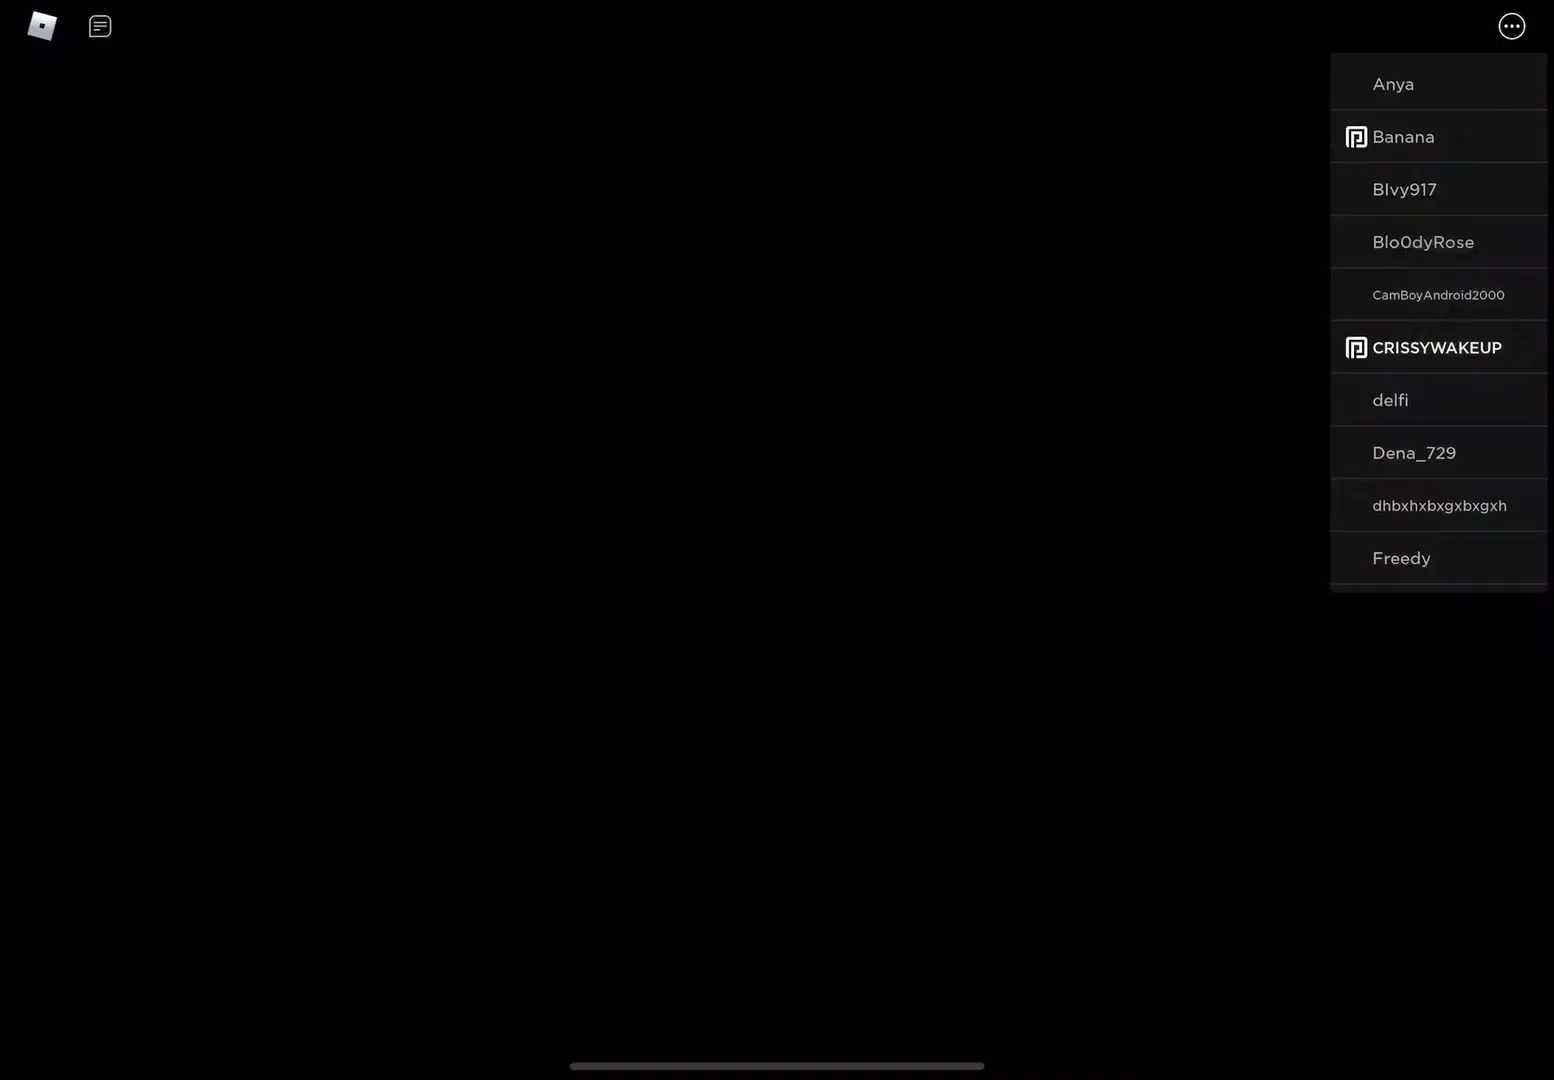 Anya
Banana
BIvy917
Blo0dyRose
CamBoyAndroid2000
CRISSYWAKEUP
delfi
Dena_729
dhbxhxbxgxbxgxh
Freedy